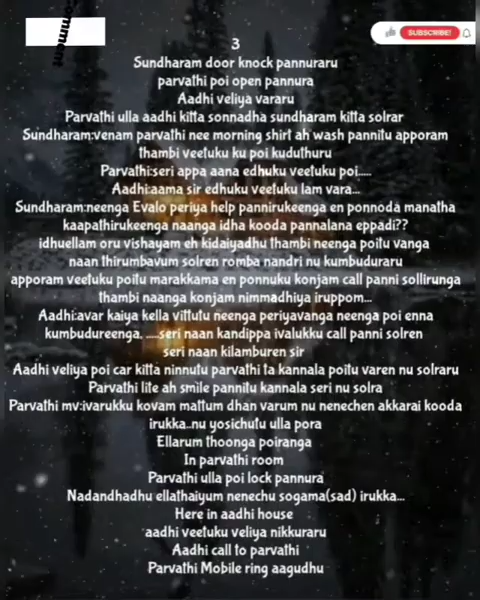 comment
SUBSCRIBE!
3
Sundharam door knock pannuraru
parvathi poi open pannura
Aadhi veliya vararu
Parvathi ulla aadhi kitta sonnadha sundharam kitta solrar
Sundharam:venam parvathi nee morning shirt ah wash pannitu apporam
thambi veetuku ku poi kuduthuru
Parvathi:seri appa aana edhuku veetuku poi.....
Aadhi:aama sir edhuku veetuku lam vara...
Sundharam:neenga Evalo periya help pannirukeenga en ponnoda manatha
kaapathirukeenga naanga idha kooda pannalana eppadi??
idhuellam oru vishayam eh kidaiyadhu thambi neenga poitu vanga
naan thirumbavum solren romba nandri nu kumbuduraru
apporam veetuku poitu marakkama en ponnuku konjam call panni sollirunga
thambi naanga konjam nimmadhiya iruppom...
Aadhi:avar kaiya kella vittutu neenga periyavanga neenga poi enna
kumbudureenga. .....seri naan kandippa ivalukku call panni solren
seri naan kilamburen sir
Aadhi veliya poi car kitta ninnutu parvathi ta kannala poitu varen nu solraru
Parvathi lite ah smile pannitu kannala seri nu solra
Parvathi mv:ivarukku kovam mattum dhan varum nu nenechen akkarai kooda
irukka..nu yosichutu ulla pora
Ellarum thoonga poiranga
In parvathi room
Parvathi ulla poi lock pannura
Nadandhadhu ellathaiyum nenechu sogama(sad) irukka...
Here in aadhi house
aadhi veetuku veliya nikkuraru
Aadhi call to parvathi
Parvathi Mobile ring aagudhu